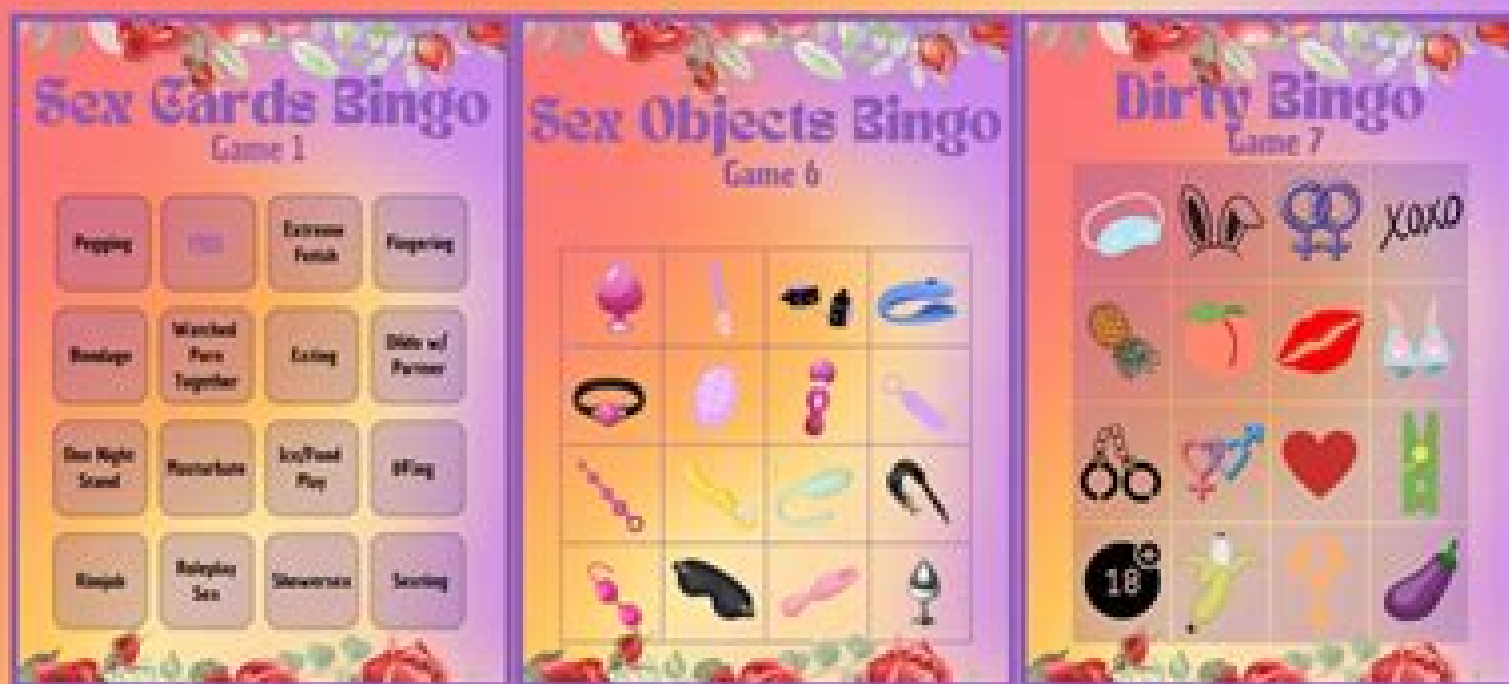 Sex Cards Bingo
Game 1
Pegging
FREE
Extreme
Fetish
Fingering
Bondage
Watched
Porn
Together
Eating
Dildo w/
Partner
One Night
Stand
Masturbate
Ice/Food
Play
Rimjob
Roleplay
Sex
Showersex
Sexting
Sex Objects Bingo
Game 6
Dirty Bingo
Game 7
XOXO
18